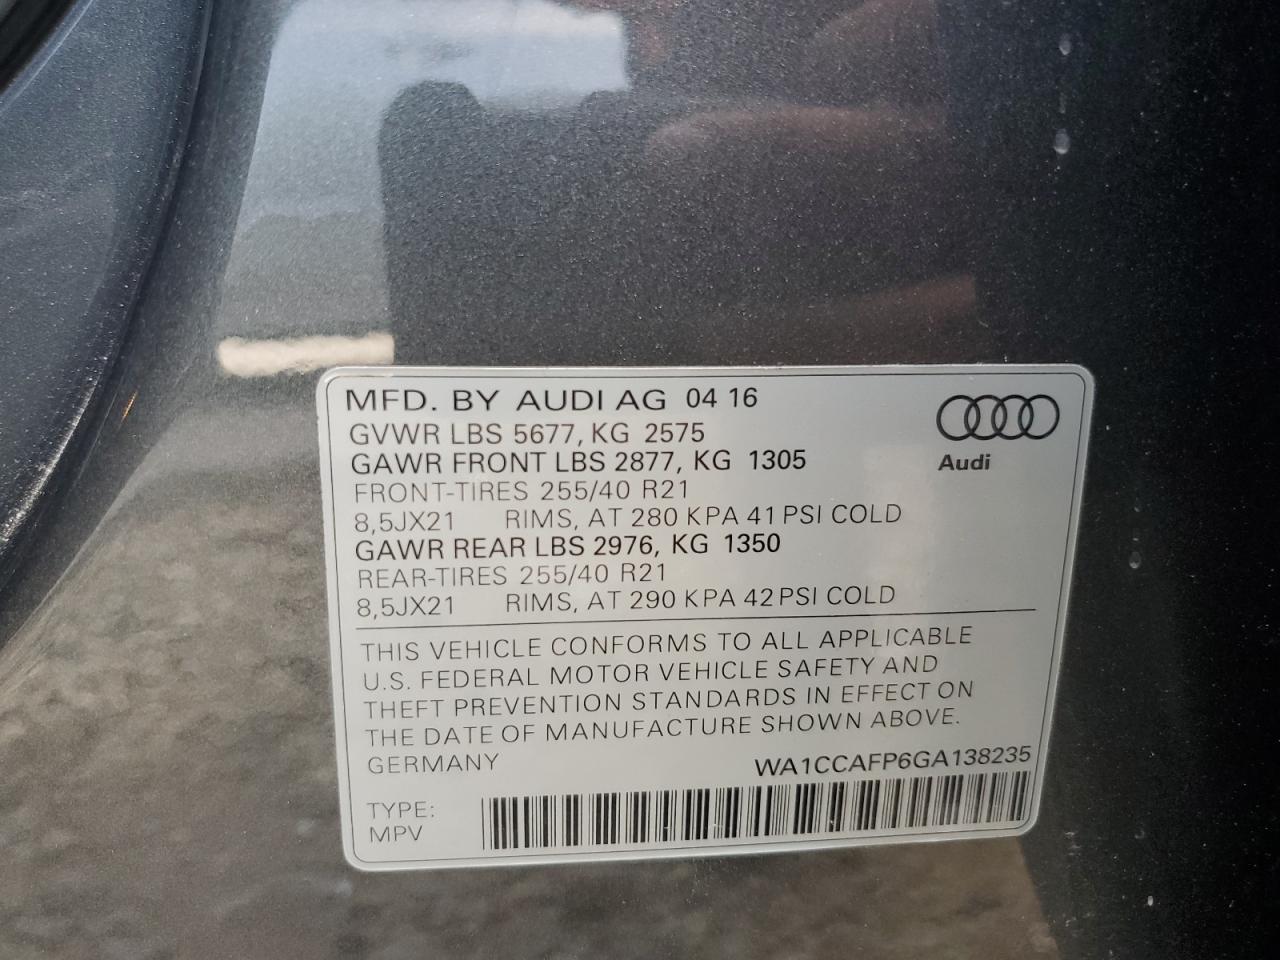 MFD. BY AUDI AG 04 16
GVWR LBS 5677, KG 2575
GAWR FRONT LBS 2877, KG 1305
FRONT-TIRES 255/40 R21
8,5JX21 RIMS, AT 280 KPA 41 PSI COLD
GAWR REAR LBS 2976, KG 1350
REAR-TIRES 255/40 R21
8,5JX21 RIMS, AT 290 KPA 42 PSI COLD
Audi
THIS VEHICLE CONFORMS TO ALL APPLICABLE
U.S. FEDERAL MOTOR VEHICLE SAFETY AND
THEFT PREVENTION STANDARDS IN EFFECT ON
THE DATE OF MANUFACTURE SHOWN ABOVE.
GERMANY WA1CCAFP6GA138235
TYPE:
MPV